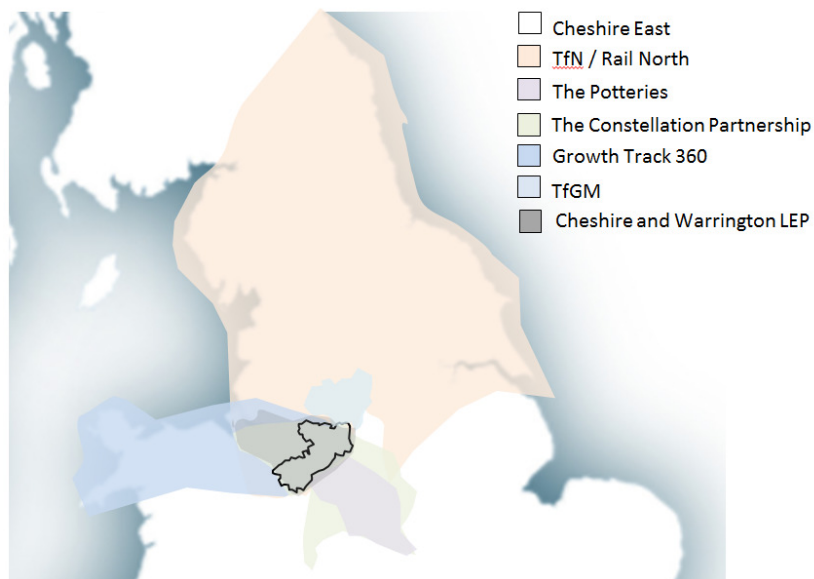 Cheshire East
TfN / Rail North
The Potteries
The Constellation Partnership
Growth Track 360
TfGM
Cheshire and Warrington LEP